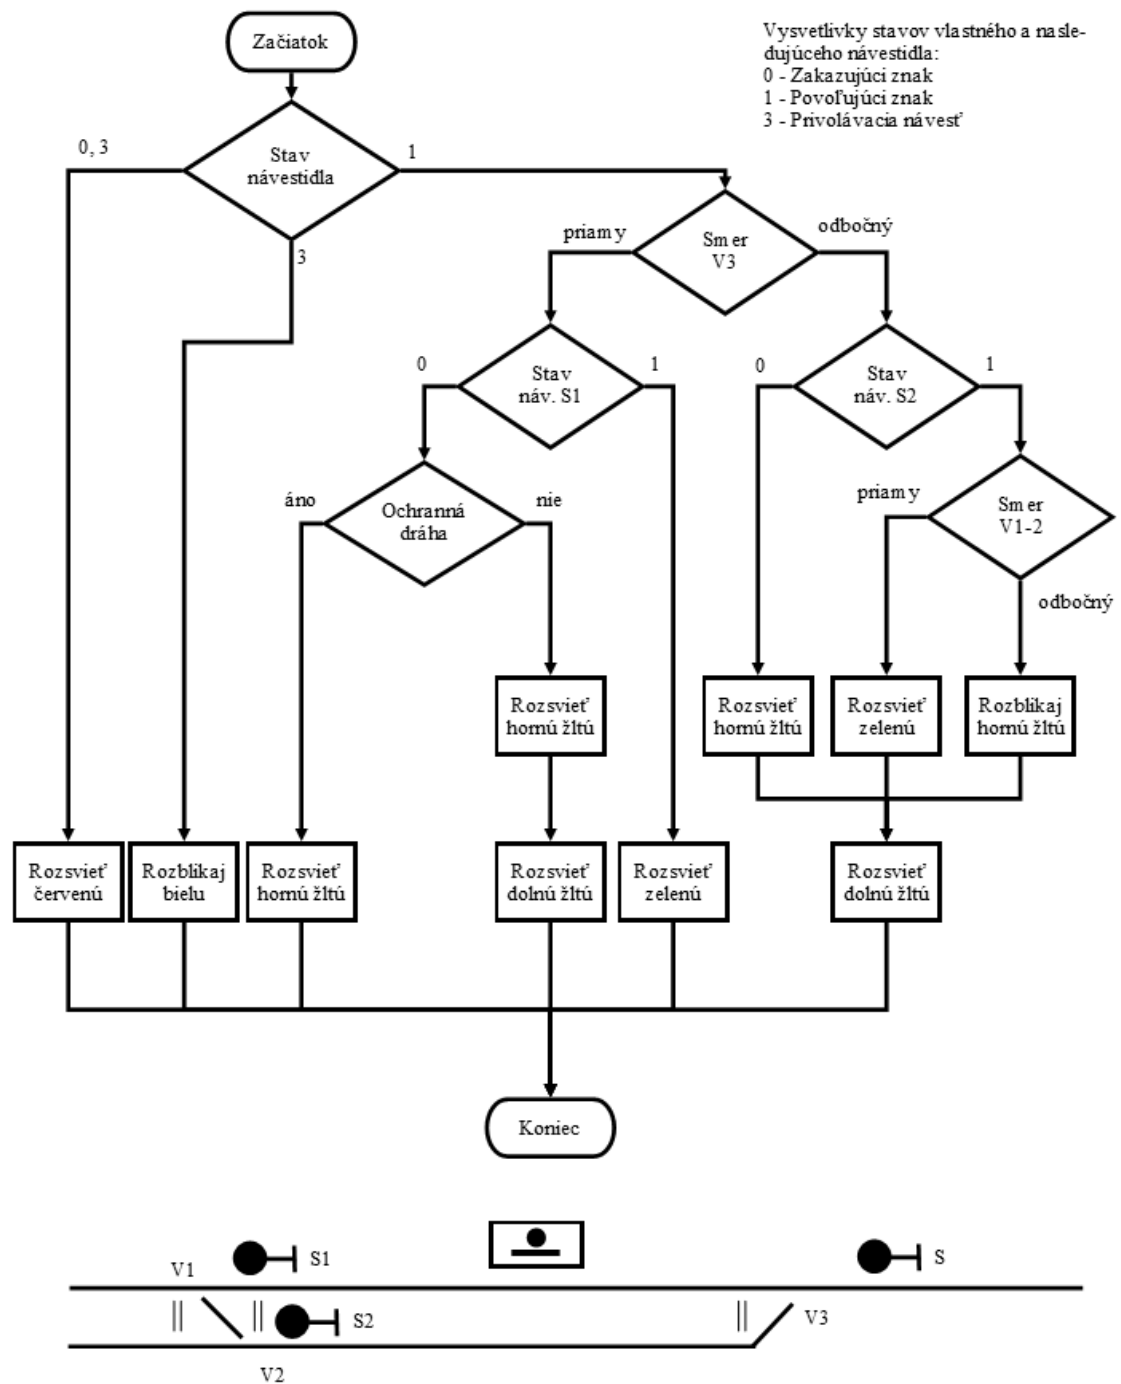 Začiatok
Vysvetlivky stavov vlastného a nasle-
dujúceho návestidla:
0 - Zakazujúci znak
1 - Povoľujúci znak
3 - Privolávacia návesť
0, 3
Stav
návestidla
1
3
priamy
Smer
V3
odbočný
0
Stav
náv. S1
1
0
Stav
náv. S2
1
áno
Ochranná
dráha
nie
priamy
Smer
V1-2
odbočný
Rozsvieť
hornú žltú
Rozsvieť
hornú žltú
Rozsvieť
zelenú
Rozblikaj
hornú žltú
Rozsvieť
červenú
Rozblikaj
bielu
Rozsvieť
hornú žltú
Rozsvieť
dolnú žltú
Rozsvieť
zelenú
Rozsvieť
dolnú žltú
Koniec
V1
S1
S
S2
V3
V2